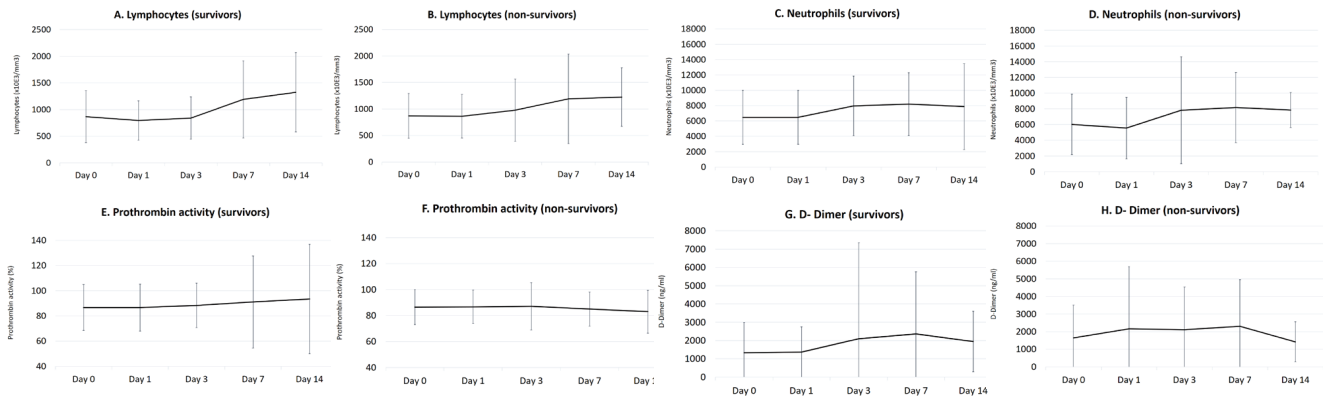 A. Lymphocytes (survivors)
Lymphocytes (x10E3/mm3)
2500
2000
1500
1000
500
0
Day 0 Day 1 Day 3 Day 7 Day 14
B. Lymphocytes (non-survivors)
Lymphocytes (x10E3/mm3)
2500
2000
1500
1000
500
0
Day 0 Day 1 Day 3 Day 7 Day 14
C. Neutrophils (survivors)
Neutrophils (x10E3/mm3)
18000
16000
14000
12000
10000
8000
6000
4000
2000
0
Day 0 Day 1 Day 3 Day 7 Day 14
D. Neutrophils (non-survivors)
Neutrophils (x10E3/mm3)
18000
16000
14000
12000
10000
8000
6000
4000
2000
0
Day 0 Day 1 Day 3 Day 7 Day 14
E. Prothrombin activity (survivors)
Prothrombin activity (%)
140
120
100
80
60
40
Day 0 Day 1 Day 3 Day 7 Day 14
F. Prothrombin activity (non-survivors)
Prothrombin activity (%)
140
120
100
80
60
40
Day 0 Day 1 Day 3 Day 7 Day 1
G. D- Dimer (survivors)
D-Dimer (ng/ml)
8000
7000
6000
5000
4000
3000
2000
1000
0
Day 0 Day 1 Day 3 Day 7 Day 14
H. D- Dimer (non-survivors)
D-Dimer (ng/ml)
8000
7000
6000
5000
4000
3000
2000
1000
0
Day 0 Day 1 Day 3 Day 7 Day 14